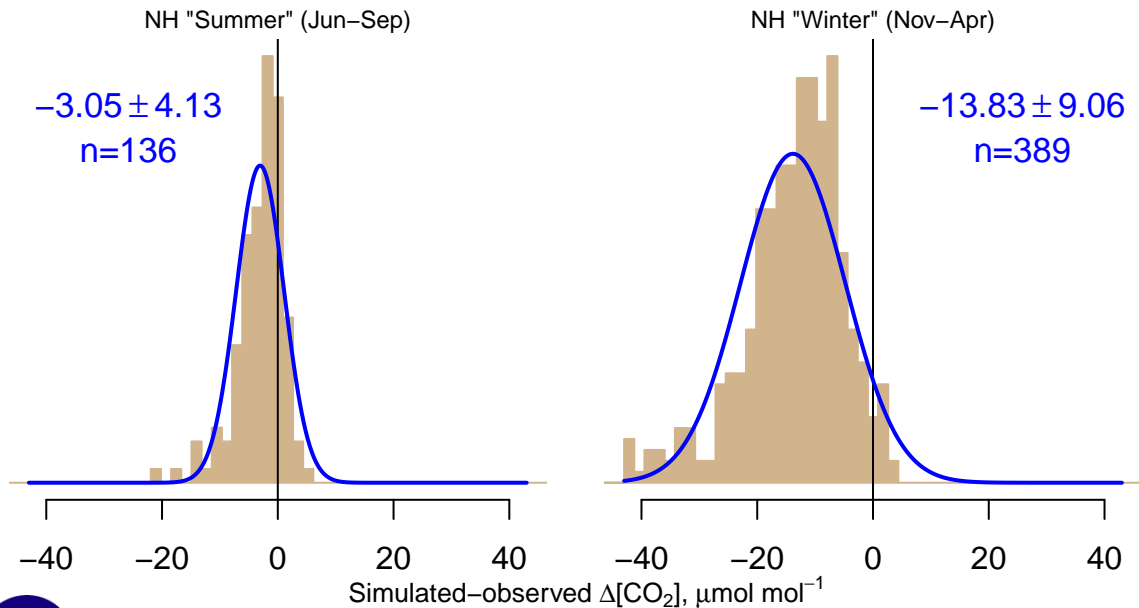 NH "Summer" (Jun−Sep)
−3.05 ± 4.13
n=136
−40 −20 0 20 40
NH "Winter" (Nov−Apr)
−13.83 ± 9.06
n=389
−40 −20 0 20 40
Simulated−observed Δ[CO₂], μmol mol⁻¹